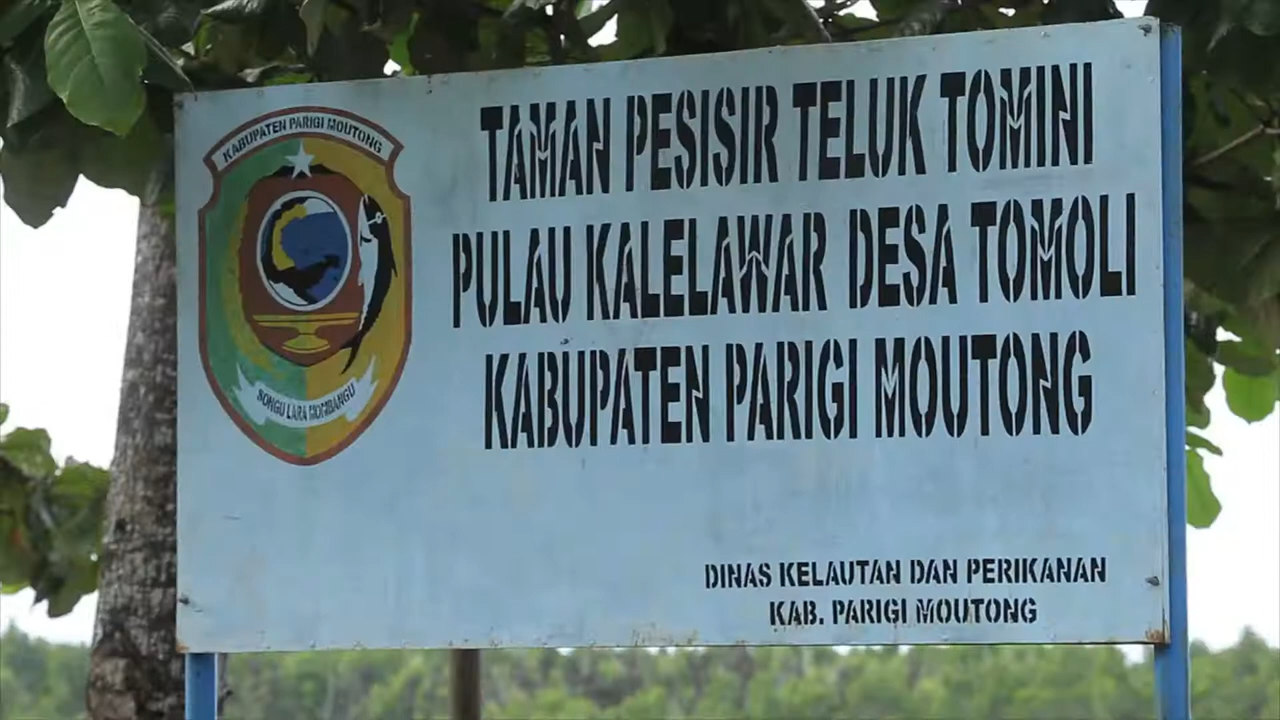 KABUPATEN PARIGI MOUTONG
SONGU LARA MOMBANGU
TAMAN PESISIR TELUK TOMINI
PULAU KALELAWAR DESA TOMOLI
KABUPATEN PARIGI MOUTONG
DINAS KELAUTAN DAN PERIKANAN
KAB. PARIGI MOUTONG